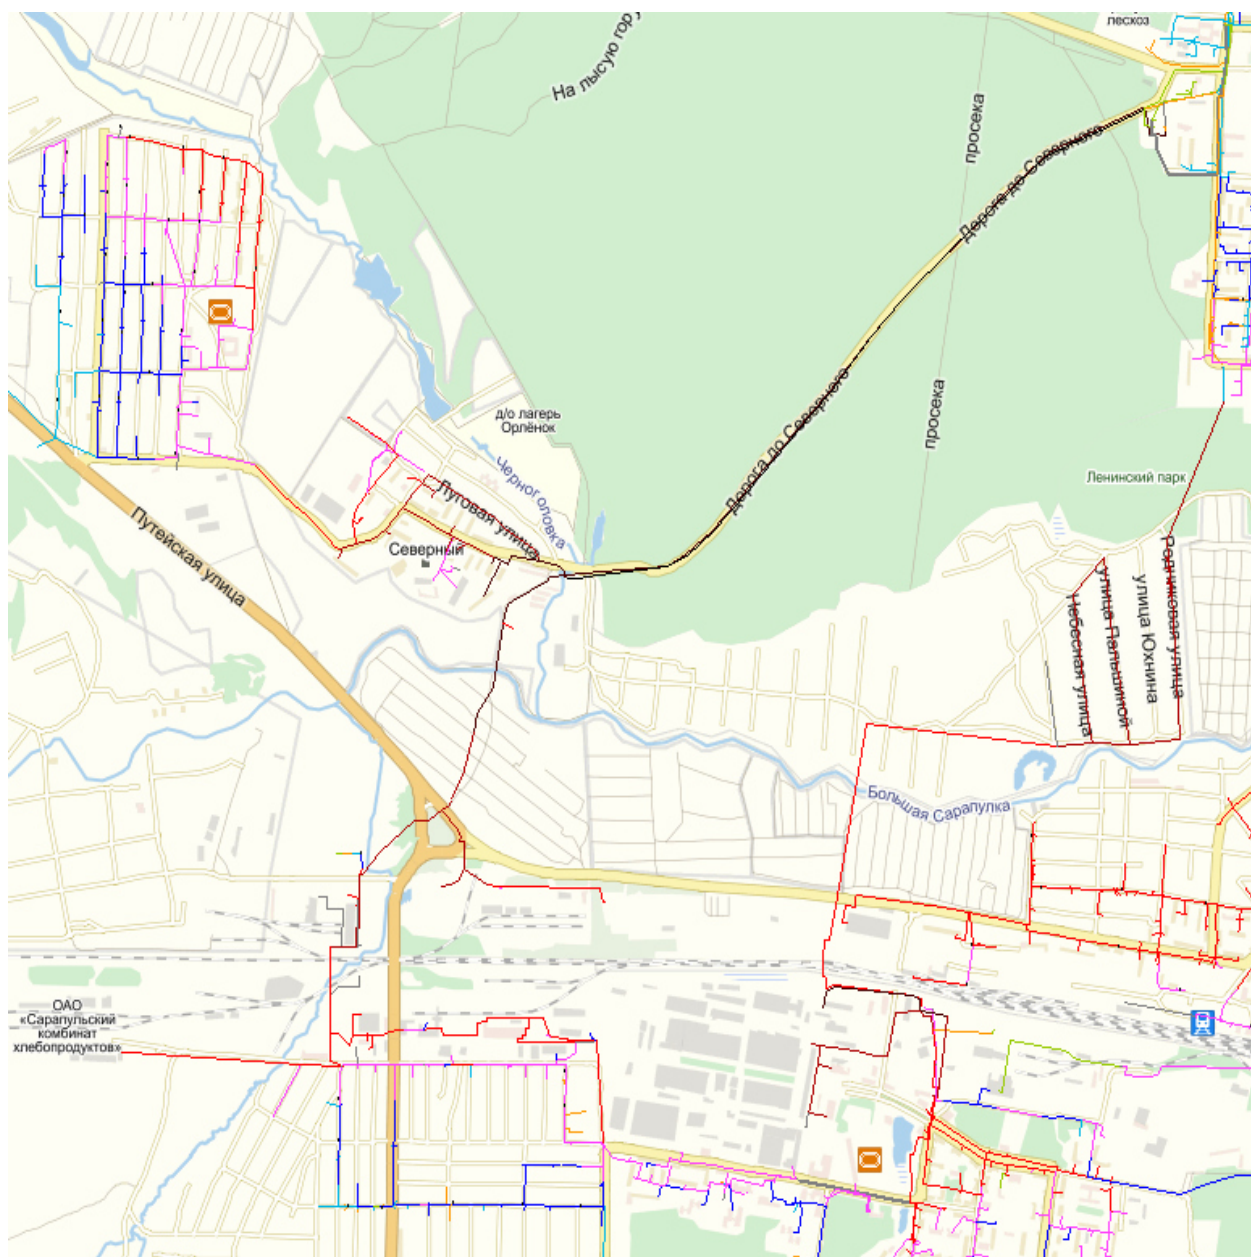 лесхоз
На лысую гору
просека
Дорога до Северного
просека
Дорога до Северного
д/о лагерь
Орлёнок
Черноголовка
Луговая улица
Северный
Путейская улица
Ленинский парк
Родниковая улица
улица Юхнина
улица Пальшиной
Небесная улица
Большая Сарапулка
ОАО
«Сарапульский
комбинат
хлебопродуктов»